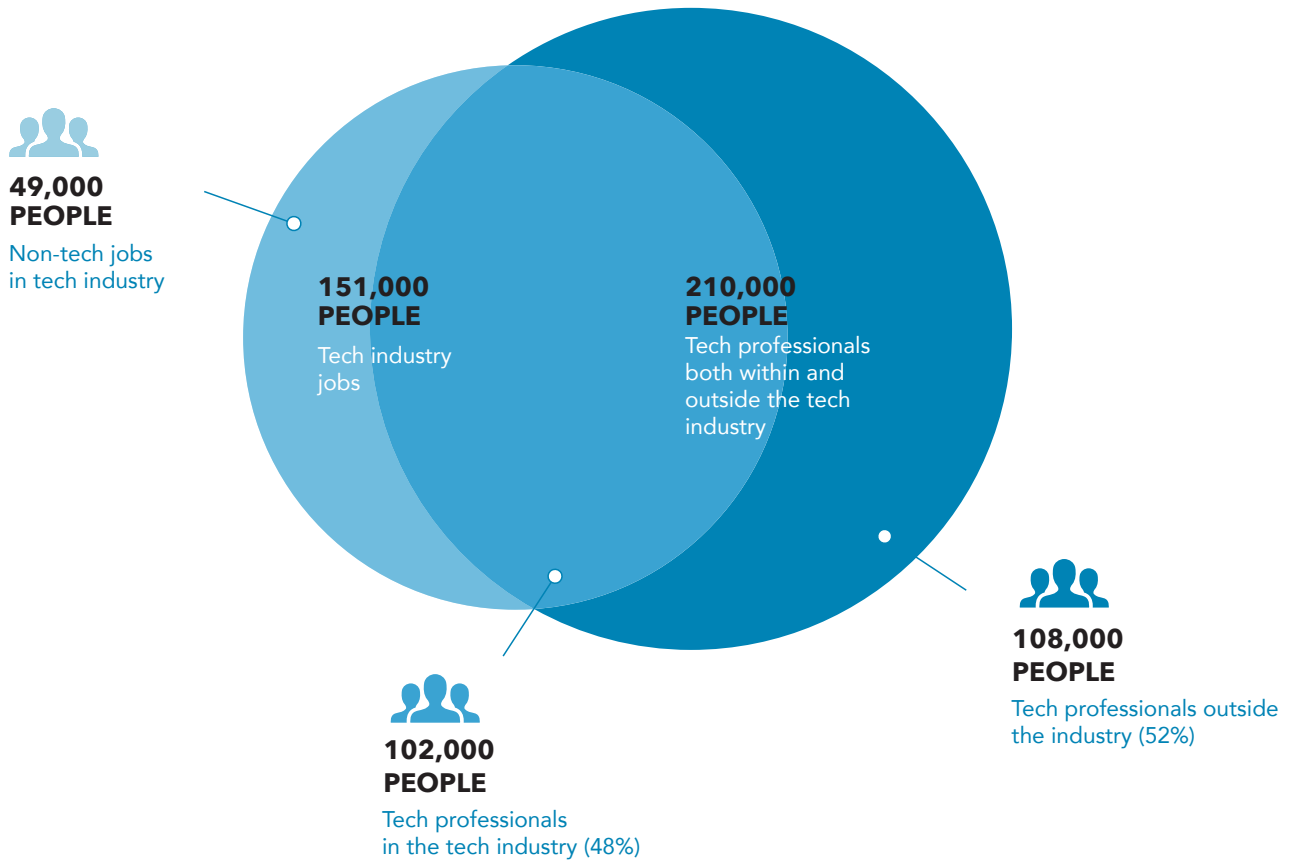 49,000
PEOPLE
Non-tech jobs
in tech industry
151,000
PEOPLE
Tech industry
jobs
210,000
PEOPLE
Tech professionals
both within and
outside the tech
industry
102,000
PEOPLE
Tech professionals
in the tech industry (48%)
108,000
PEOPLE
Tech professionals outside
the industry (52%)